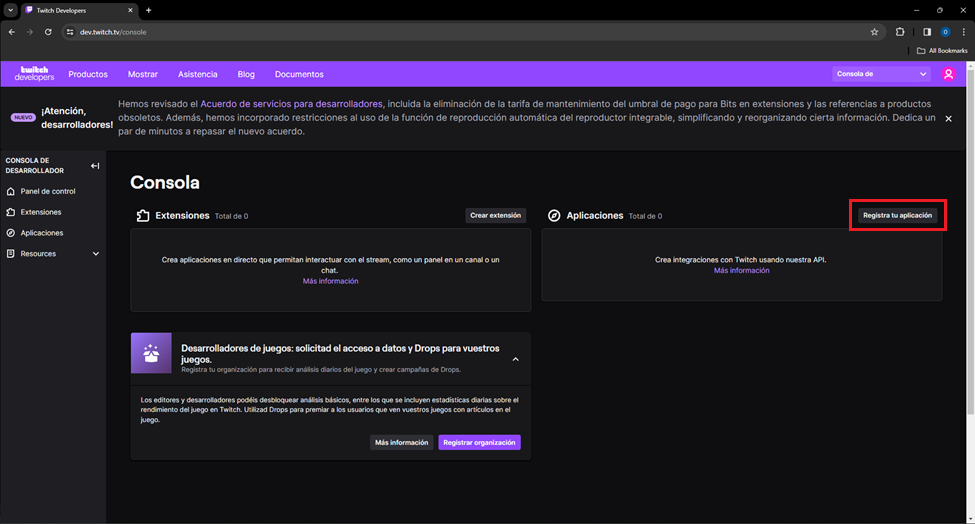 Twitch Developers
dev.twitch.tv/console
O
All Bookmarks
twitch
developers
Productos
Mostrar
Asistencia
Blog
Documentos
Consola de
NUEVO
¡Atención,
desarrolladores!
Hemos revisado el Acuerdo de servicios para desarrolladores, incluida la eliminación de la tarifa de mantenimiento del umbral de pago para Bits en extensiones y las referencias a productos
obsoletos. Además, hemos incorporado restricciones al uso de la función de reproducción automática del reproductor integrable, simplificando y reorganizando cierta información. Dedica un
par de minutos a repasar el nuevo acuerdo.
CONSOLA DE
DESARROLLADOR
Panel de control
Extensiones
Aplicaciones
Resources
Consola
Extensiones Total de 0
Crear extensión
Crea aplicaciones en directo que permitan interactuar con el stream, como un panel en un canal o un
chat.
Más información
Aplicaciones Total de 0
Registra tu aplicación
Crea integraciones con Twitch usando nuestra API.
Más información
Desarrolladores de juegos: solicitad el acceso a datos y Drops para vuestros
juegos.
Registra tu organización para recibir análisis diarios del juego y crear campañas de Drops.
Los editores y desarrolladores podéis desbloquear análisis básicos, entre los que se incluyen estadísticas diarias sobre el
rendimiento del juego en Twitch. Utilizad Drops para premiar a los usuarios que ven vuestros juegos con artículos en el
juego.
Más información
Registrar organización